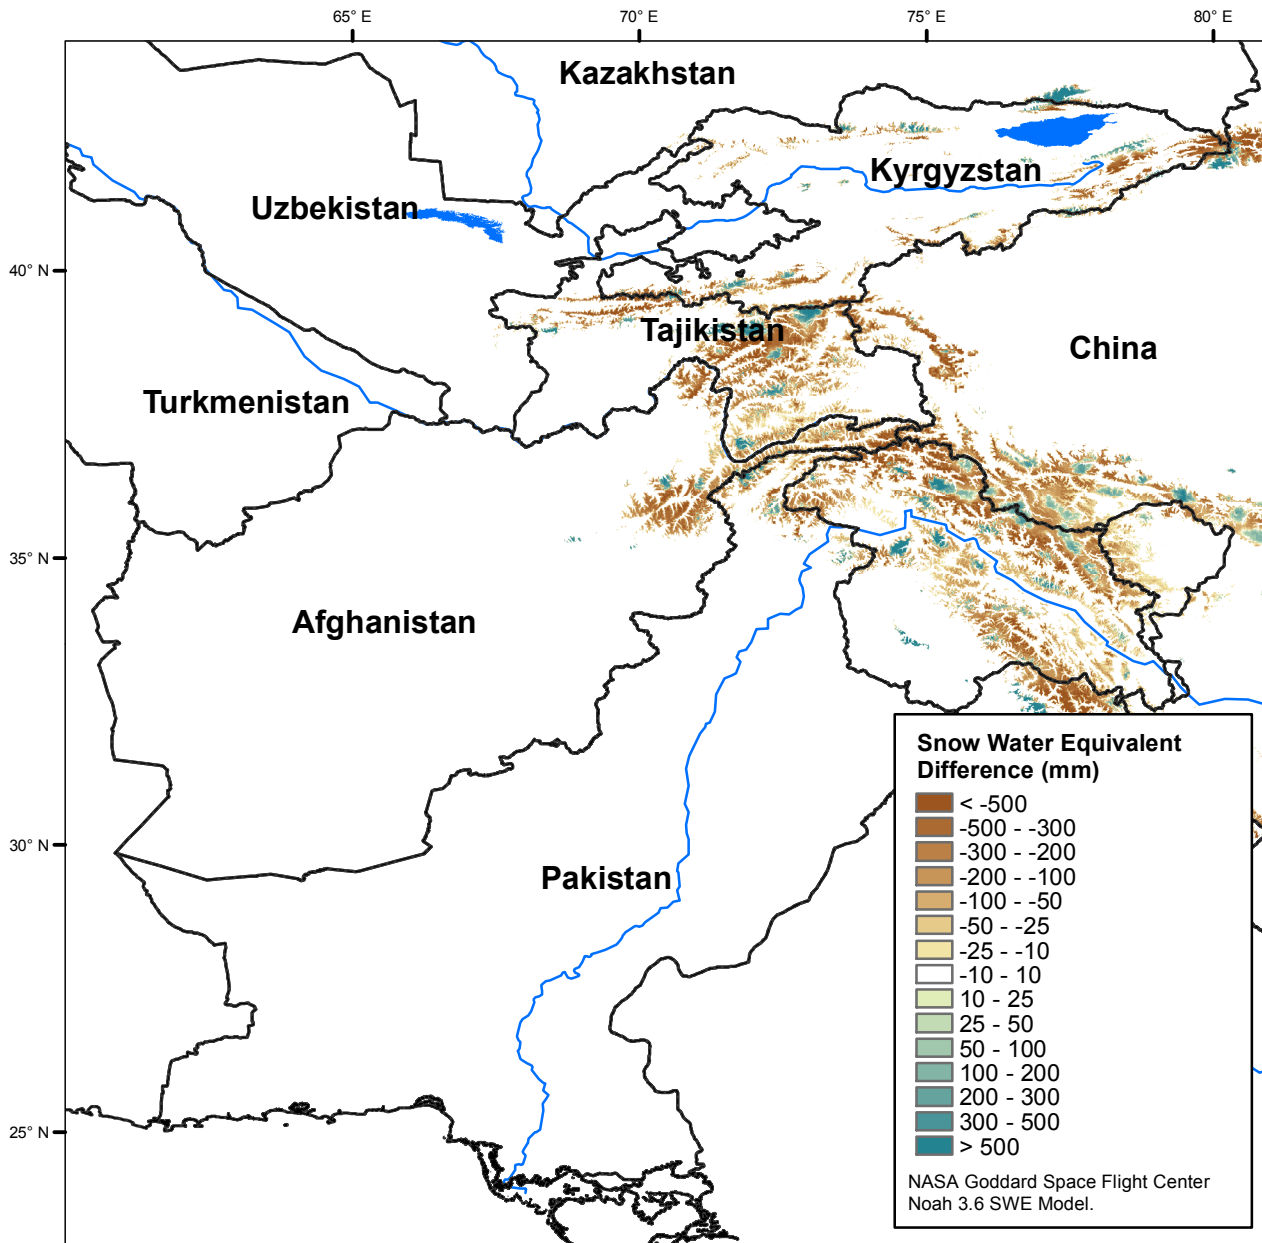 65° E
70° E
75° E
80° E
Kazakhstan
Kyrgyzstan
Uzbekistan
40° N
Tajikistan
China
Turkmenistan
35° N
Afghanistan
30° N
Pakistan
25° N
Snow Water Equivalent
Difference (mm)
< -500
-500 - -300
-300 - -200
-200 - -100
-100 - -50
-50 - -25
-25 - -10
-10 - 10
10 - 25
25 - 50
50 - 100
100 - 200
200 - 300
300 - 500
> 500
NASA Goddard Space Flight Center
Noah 3.6 SWE Model.